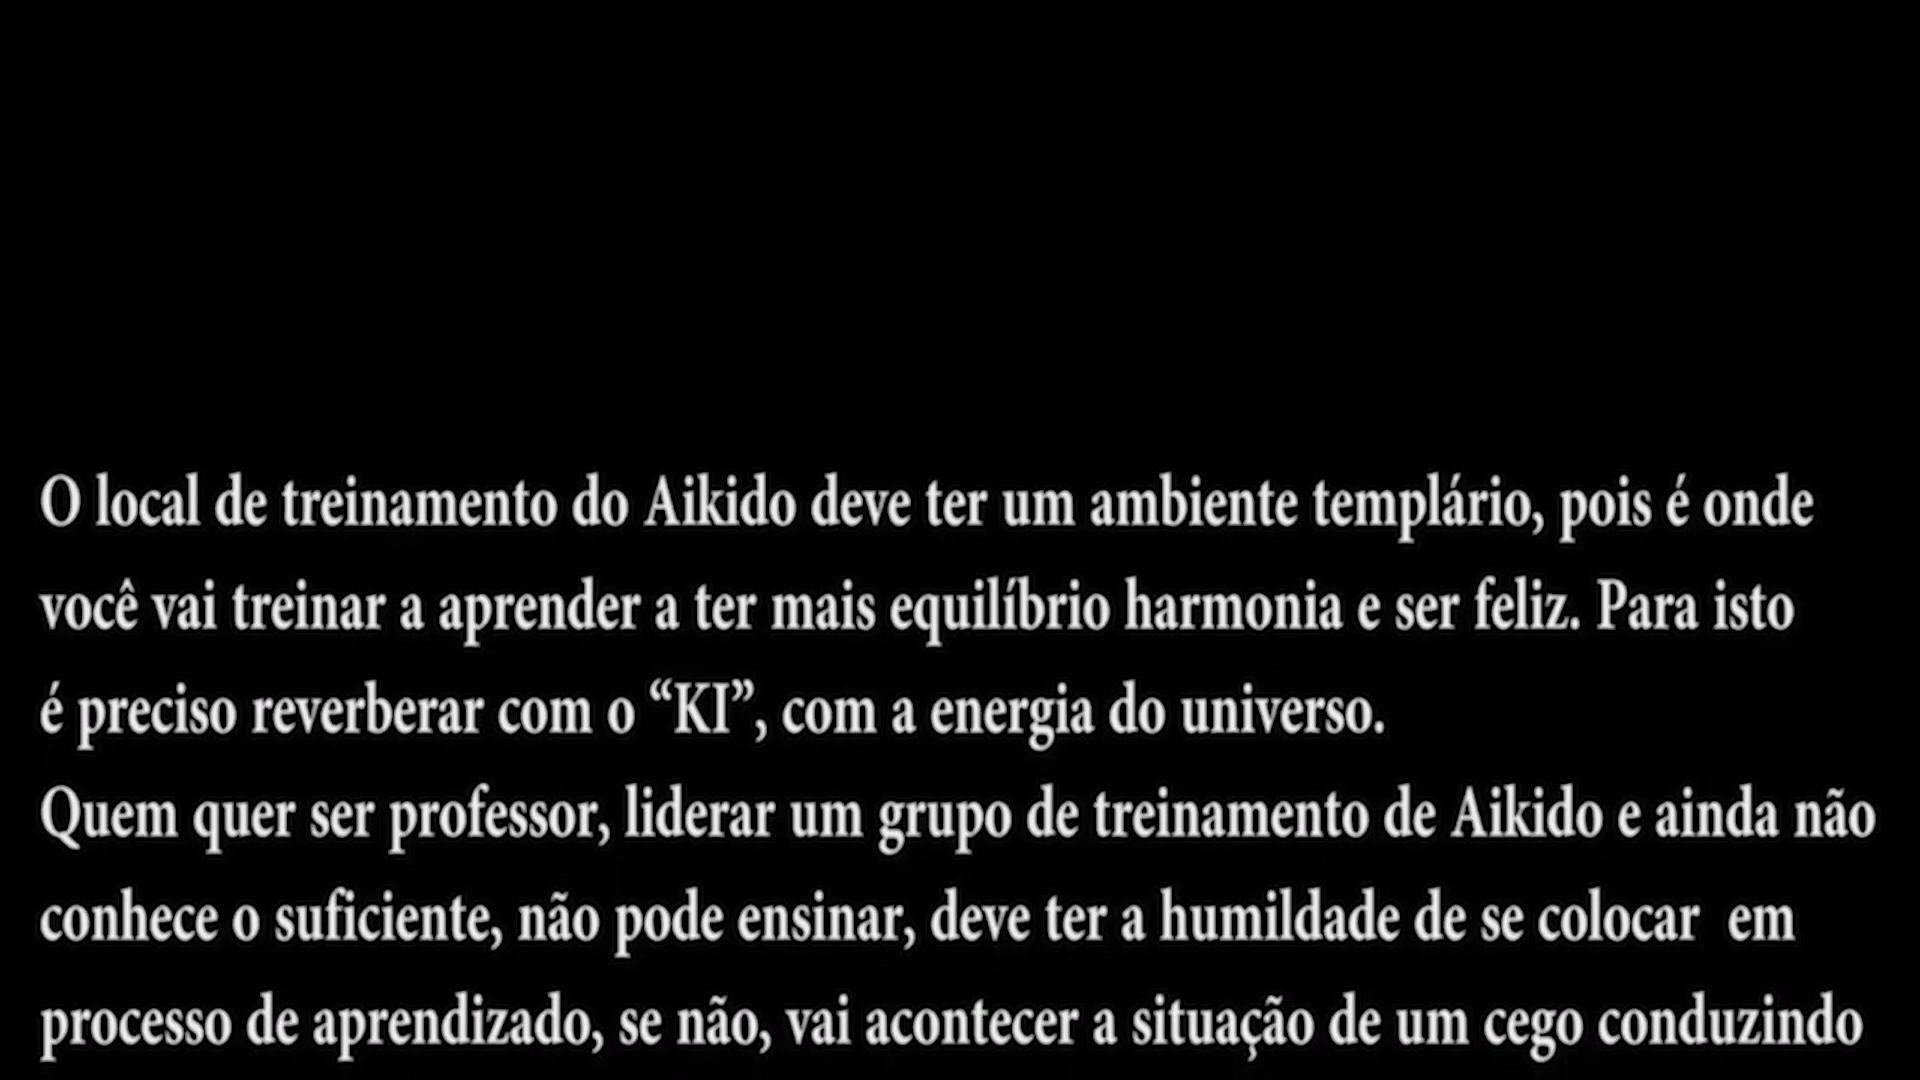 O local de treinamento do Aikido deve ter um ambiente templário, pois é onde
você vai treinar a aprender a ter mais equilíbrio harmonia e ser feliz. Para isto
é preciso reverberar com o “KI”, com a energia do universo.
Quem quer ser professor, liderar um grupo de treinamento de Aikido e ainda não
conhece o suficiente, não pode ensinar, deve ter a humildade de se colocar  em
processo de aprendizado, se não, vai acontecer a situação de um cego conduzindo